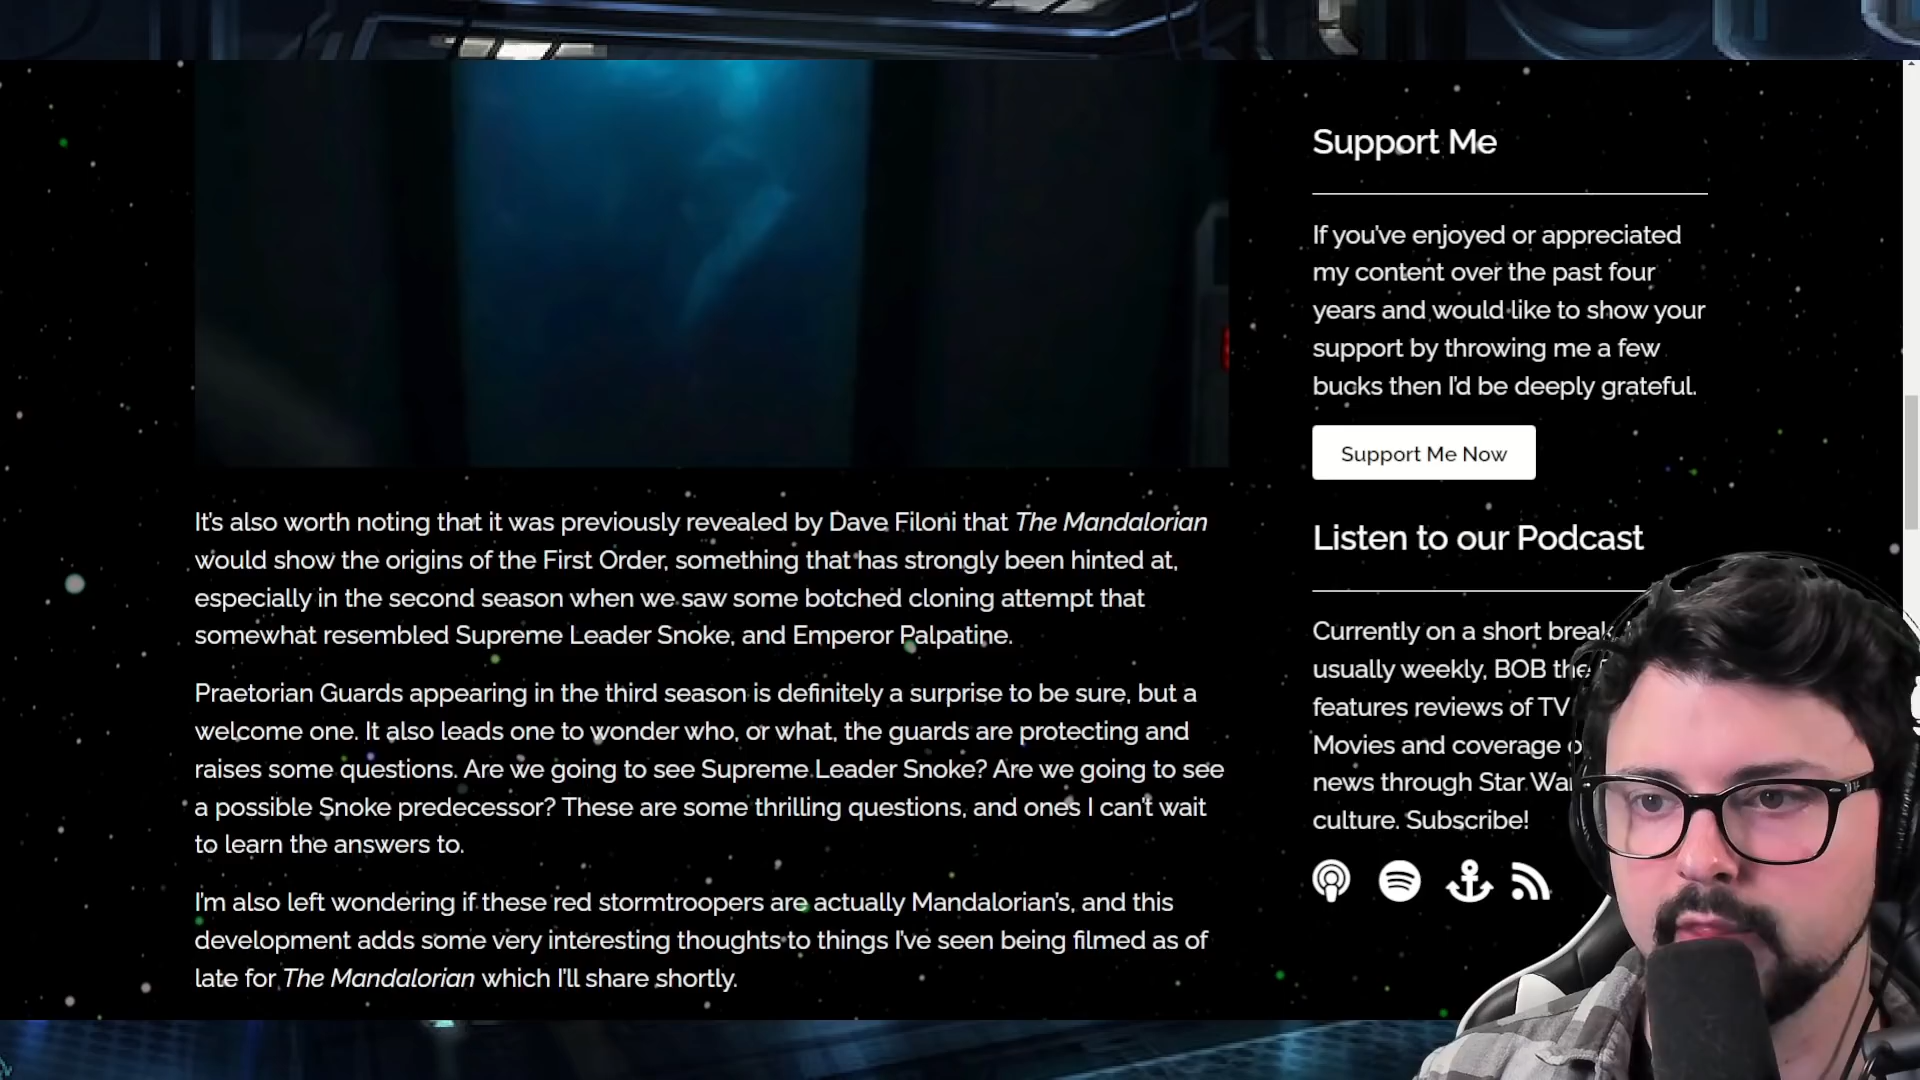 It's also worth noting that it was previously revealed by Dave Filoni that The Mandalorian
would show the origins of the First Order, something that has strongly been hinted at,
especially in the second season when we saw some botched cloning attempt that
somewhat resembled Supreme Leader Snoke, and Emperor Palpatine.
Praetorian Guards appearing in the third season is definitely a surprise to be sure, but a
welcome one. It also leads one to wonder who, or what, the guards are protecting and
raises some questions. Are we going to see Supreme Leader Snoke? Are we going to see
a possible Snoke predecessor? These are some thrilling questions, and ones I can't wait
to learn the answers to.
I'm also left wondering if these red stormtroopers are actually Mandalorian's, and this
development adds some very interesting thoughts to things I've seen being filmed as of
late for The Mandalorian which I'll share shortly.
Support Me
If you've enjoyed or appreciated
my content over the past four
years and would like to show your
support by throwing me a few
bucks then I'd be deeply grateful.
Support Me Now
Listen to our Podcast
Currently on a short break
usually weekly, BOB the
features reviews of TV
Movies and coverage
news through Star
culture. Subscribe!